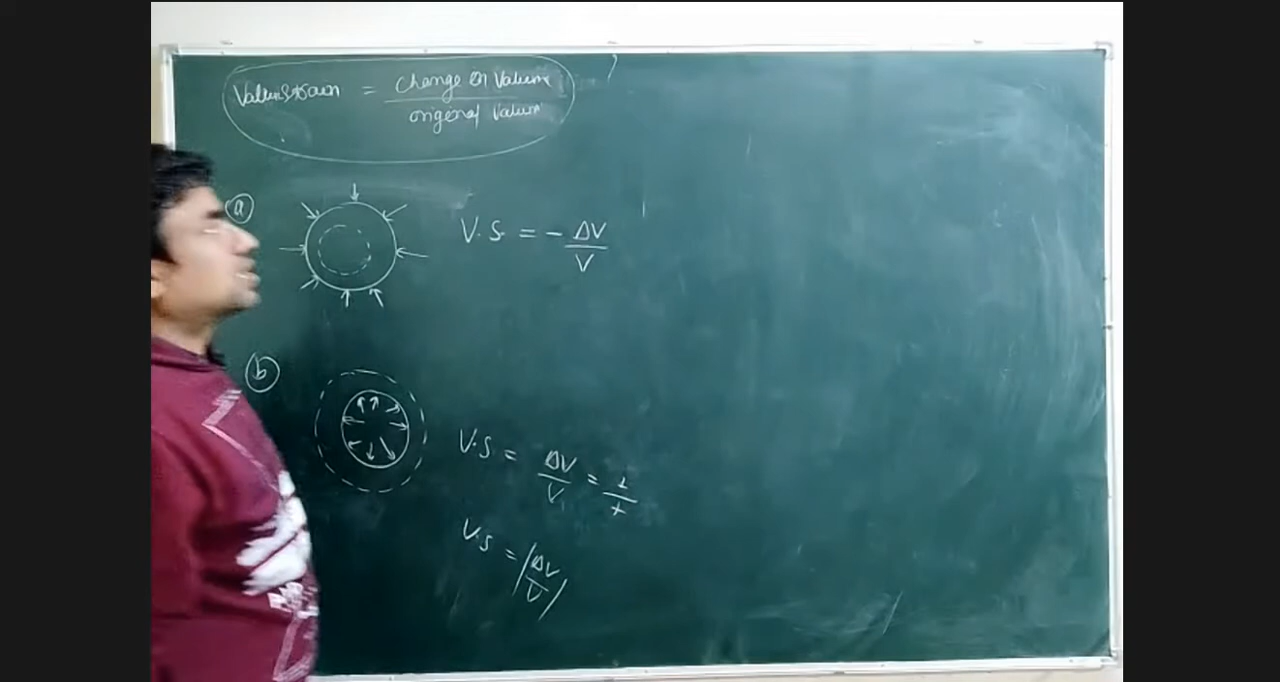 Volume Strain = Change in Volume / original Volume
(a)
V.S. = - ΔV / V
(b)
V.S = ΔV / V = + / +
V.S = | ΔV / V |